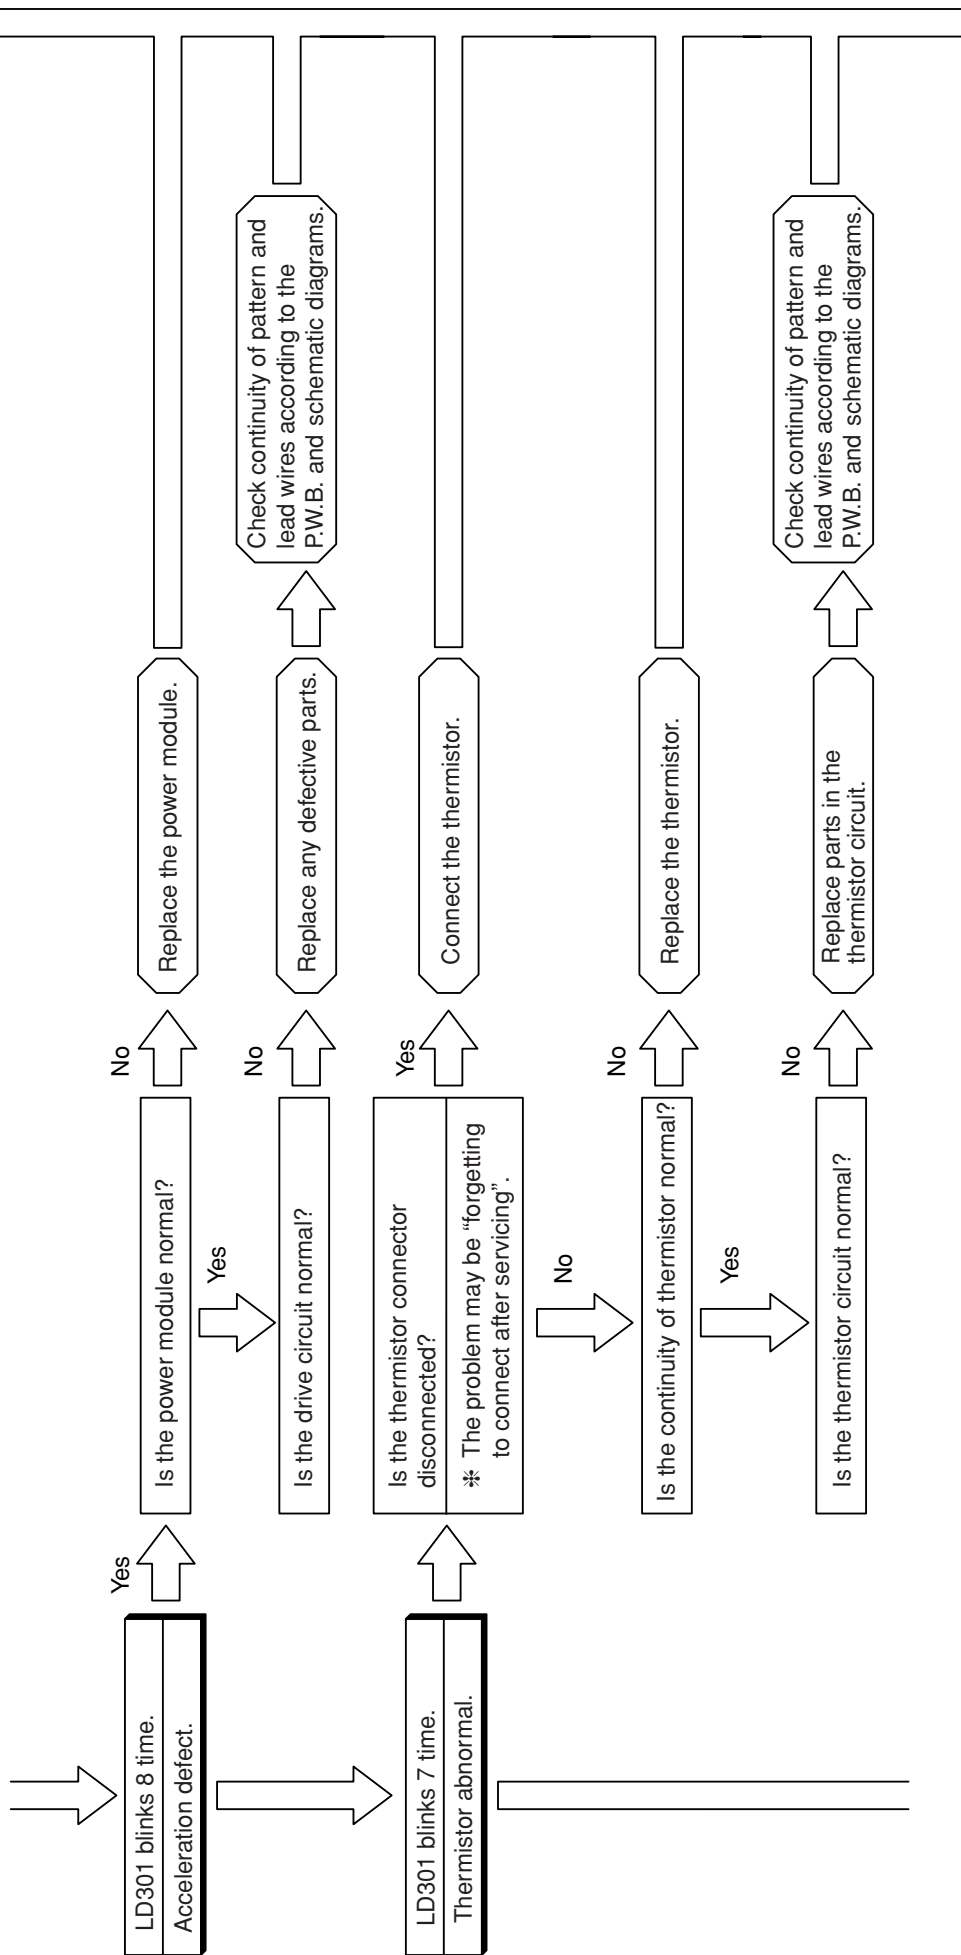 LD301 blinks 8 time.
Acceleration defect.
Yes
Is the power module normal?
No
Replace the power module.
Yes
Is the drive circuit normal?
No
Replace any defective parts.
Check continuity of pattern and
lead wires according to the
P.W.B. and schematic diagrams.
LD301 blinks 7 time.
Thermistor abnormal.
Is the thermistor connector
disconnected?
❉ The problem may be “forgetting
to connect after servicing”.
Yes
Connect the thermistor.
No
Is the continuity of thermistor normal?
No
Replace the thermistor.
Yes
Is the thermistor circuit normal?
No
Replace parts in the
thermistor circuit.
Check continuity of pattern and
lead wires according to the
P.W.B. and schematic diagrams.